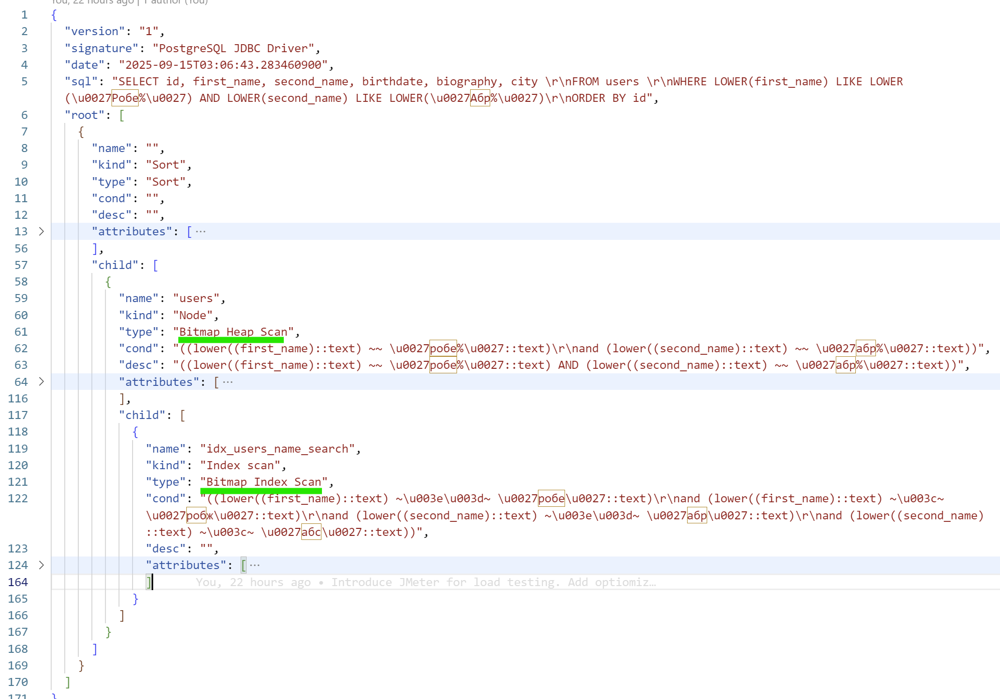 You, 22 hours ago | 1 author (You)
1 {
2 "version": "1",
3 "signature": "PostgreSQL JDBC Driver",
4 "date": "2025-09-15T03:06:43.283460900",
5 "sql": "SELECT id, first_name, second_name, birthdate, biography, city \r\nFROM users \r\nWHERE LOWER(first_name) LIKE LOWER
(\u0027Робе%\u0027) AND LOWER(second_name) LIKE LOWER(\u0027Абр%\u0027)\r\nORDER BY id",
6 "root": [
7 {
8 "name": "",
9 "kind": "Sort",
10 "type": "Sort",
11 "cond": "",
12 "desc": "",
13 "attributes": [ ···
56 ],
57 "child": [
58 {
59 "name": "users",
60 "kind": "Node",
61 "type": "Bitmap Heap Scan",
62 "cond": "((lower((first_name)::text) ~~ \u0027робе%\u0027::text)\r\nand (lower((second_name)::text) ~~ \u0027абр%\u0027::text))",
63 "desc": "((lower((first_name)::text) ~~ \u0027робе%\u0027::text) AND (lower((second_name)::text) ~~ \u0027абр%\u0027::text))",
64 "attributes": [ ···
116 ],
117 "child": [
118 {
119 "name": "idx_users_name_search",
120 "kind": "Index scan",
121 "type": "Bitmap Index Scan",
122 "cond": "((lower((first_name)::text) ~\u003e\u003d~ \u0027робе\u0027::text)\r\nand (lower((first_name)::text) ~\u003c~
\u0027робж\u0027::text)\r\nand (lower((second_name)::text) ~\u003e\u003d~ \u0027абр\u0027::text)\r\nand (lower((second_name)
::text) ~\u003c~ \u0027абс\u0027::text))",
123 "desc": "",
124 "attributes": [ ···
164 ] You, 22 hours ago • Introduce JMeter for load testing. Add optiomiz…
165 }
166 ]
167 }
168 ]
169 }
170 ]
171 }